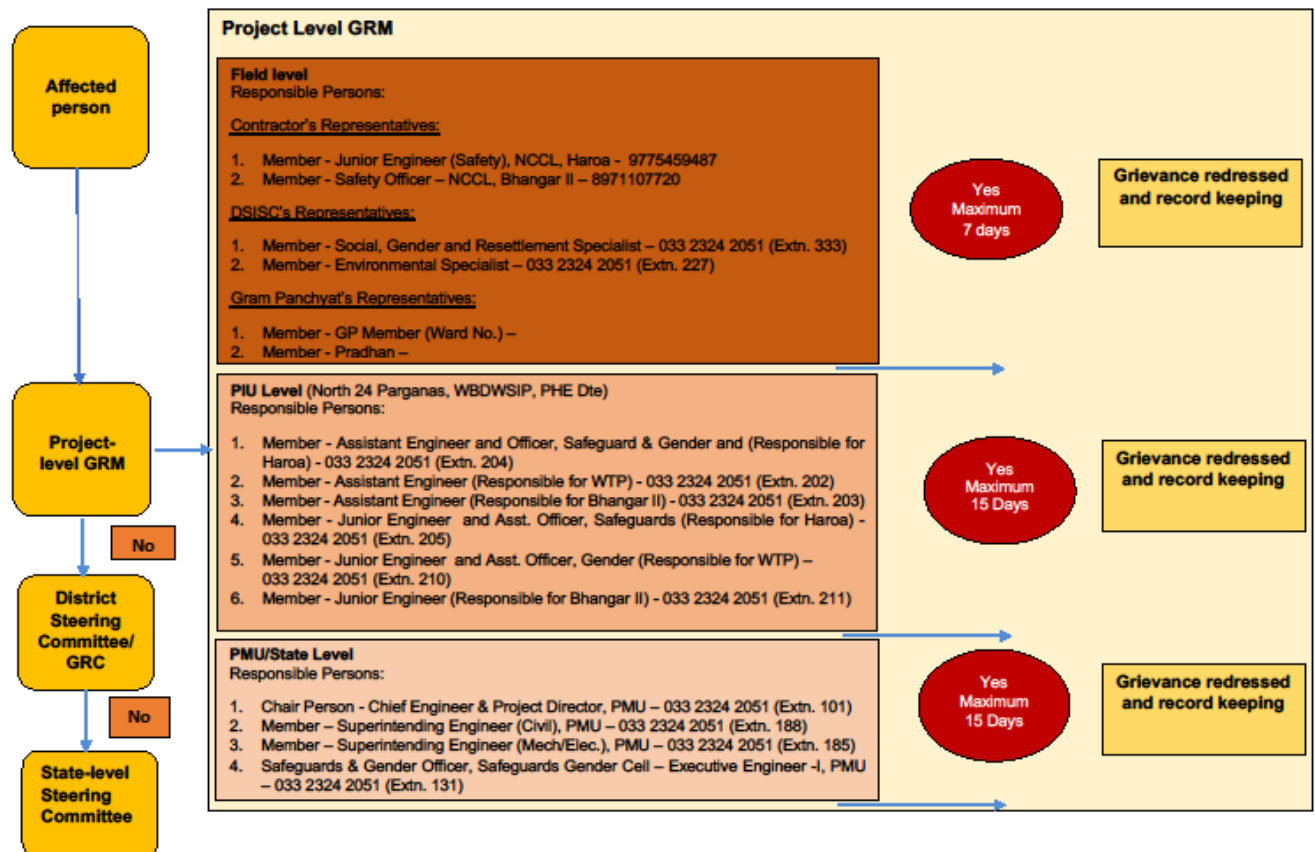 Affected
person
Project-
level GRM
No
District
Steering
Committee/
GRC
No
State-level
Steering
Committee
Project Level GRM
Field level
Responsible Persons:
Contractor's Representatives:
1. Member - Junior Engineer (Safety), NCCL, Haroa - 9775459487
2. Member - Safety Officer – NCCL, Bhangar II – 8971107720
DSISC's Representatives:
1. Member - Social, Gender and Resettlement Specialist – 033 2324 2051 (Extn. 333)
2. Member - Environmental Specialist – 033 2324 2051 (Extn. 227)
Gram Panchyat's Representatives:
1. Member - GP Member (Ward No.) –
2. Member - Pradhan –
Yes
Maximum
7 days
Grievance redressed
and record keeping
PIU Level (North 24 Parganas, WBDWSIP, PHE Dte)
Responsible Persons:
1. Member - Assistant Engineer and Officer, Safeguard & Gender and (Responsible for
Haroa) - 033 2324 2051 (Extn. 204)
2. Member - Assistant Engineer (Responsible for WTP) - 033 2324 2051 (Extn. 202)
3. Member - Assistant Engineer (Responsible for Bhangar II) - 033 2324 2051 (Extn. 203)
4. Member - Junior Engineer and Asst. Officer, Safeguards (Responsible for Haroa) -
033 2324 2051 (Extn. 205)
5. Member - Junior Engineer and Asst. Officer, Gender (Responsible for WTP) –
033 2324 2051 (Extn. 210)
6. Member - Junior Engineer (Responsible for Bhangar II) - 033 2324 2051 (Extn. 211)
Yes
Maximum
15 Days
Grievance redressed
and record keeping
PMU/State Level
Responsible Persons:
1. Chair Person - Chief Engineer & Project Director, PMU – 033 2324 2051 (Extn. 101)
2. Member – Superintending Engineer (Civil), PMU – 033 2324 2051 (Extn. 188)
3. Member – Superintending Engineer (Mech/Elec.), PMU – 033 2324 2051 (Extn. 185)
4. Safeguards & Gender Officer, Safeguards Gender Cell – Executive Engineer -I, PMU
– 033 2324 2051 (Extn. 131)
Yes
Maximum
15 Days
Grievance redressed
and record keeping